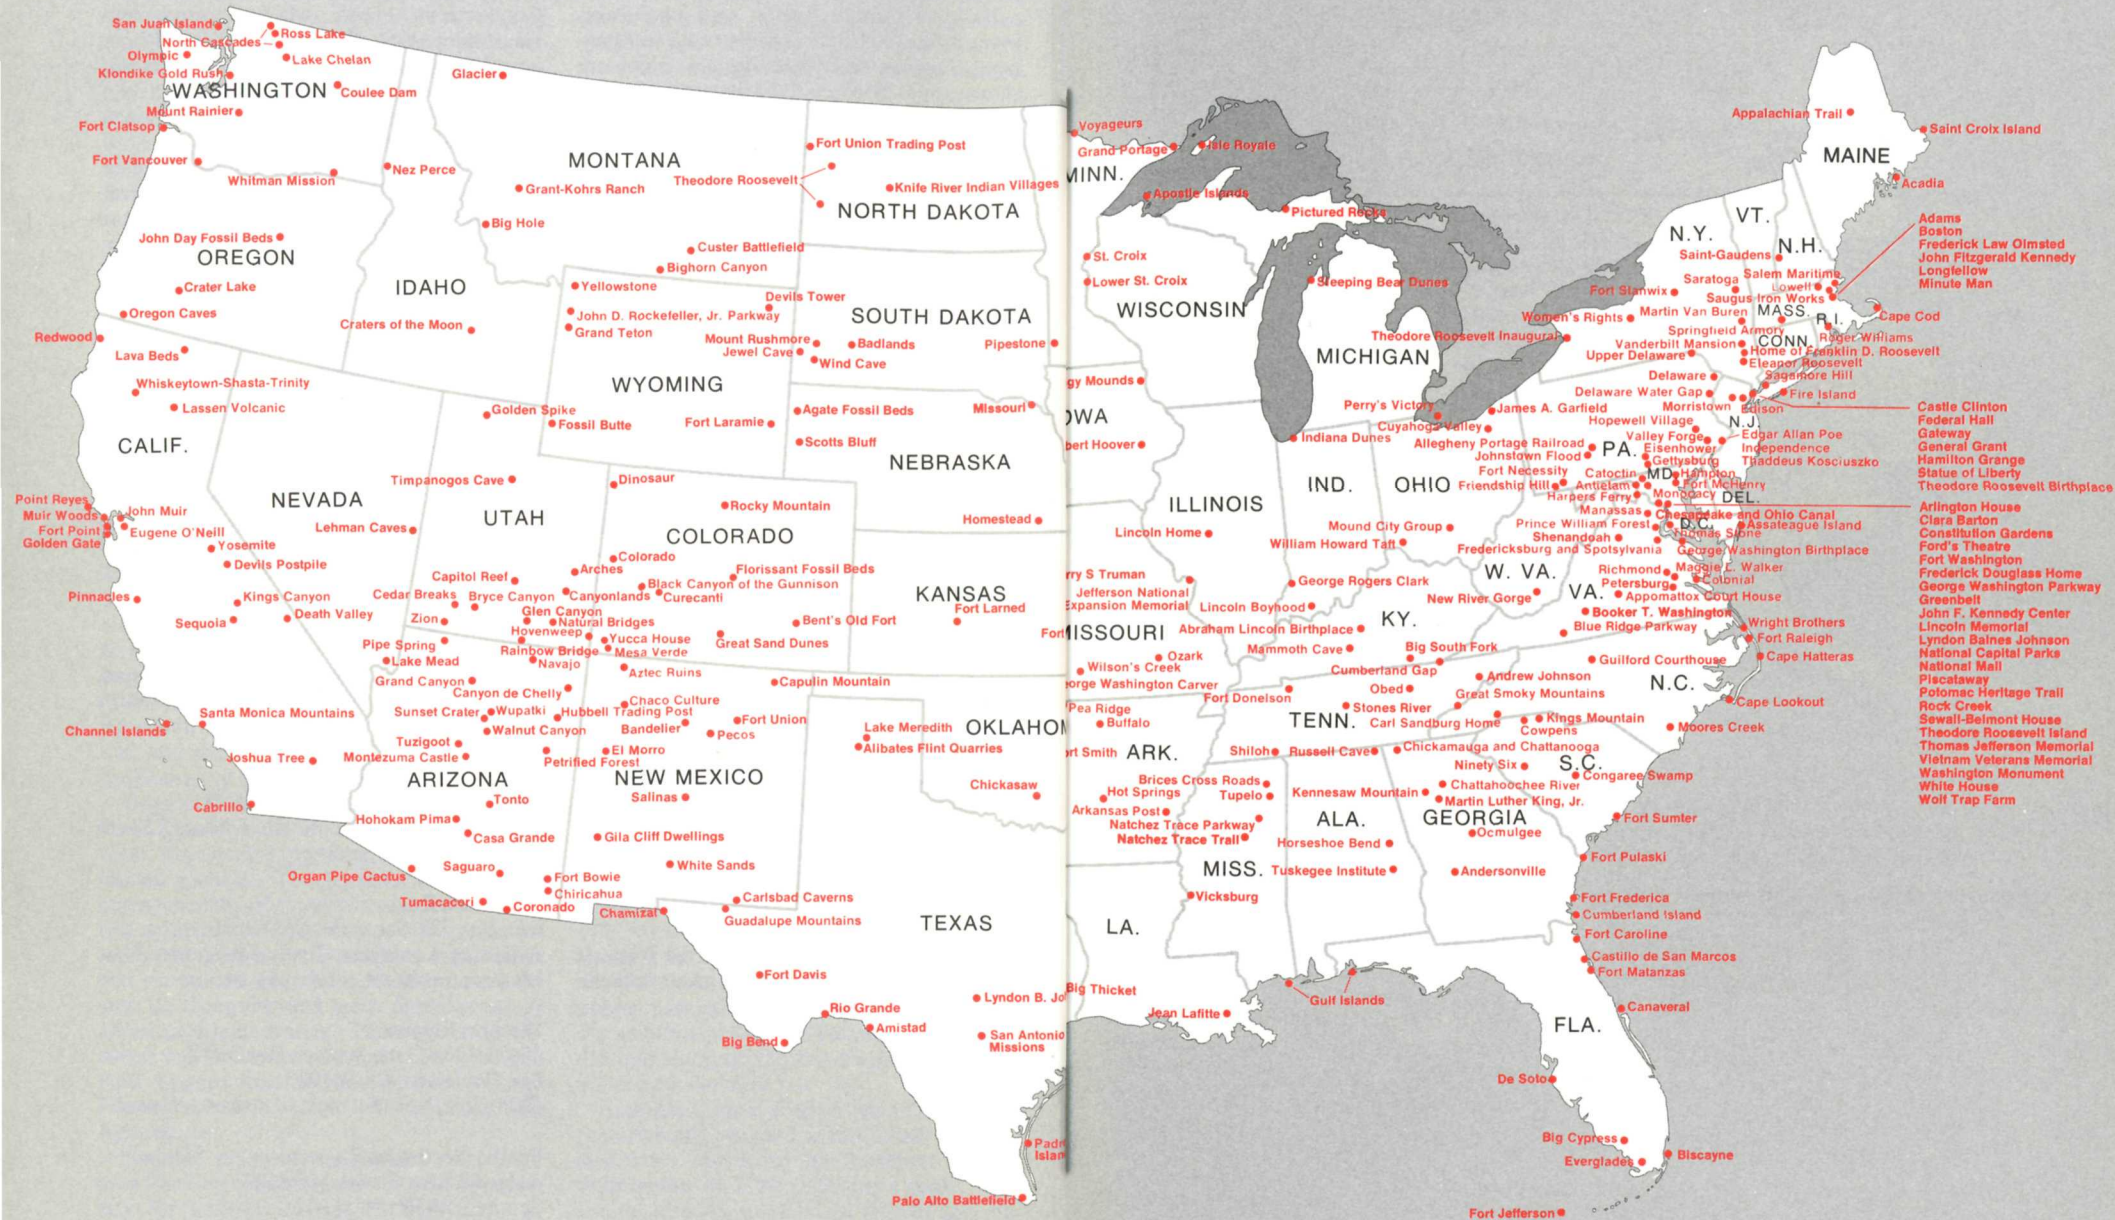 San Juan Island
North Cascades
Ross Lake
Olympic
Lake Chelan
Klondike Gold Rush
WASHINGTON
Coulee Dam
Mount Rainier
Fort Clatsop
Fort Vancouver
Whitman Mission
Nez Perce
Glacier
MONTANA
Grant-Kohrs Ranch
Big Hole
Custer Battlefield
Bighorn Canyon
Fort Union Trading Post
Theodore Roosevelt
Knife River Indian Villages
NORTH DAKOTA
John Day Fossil Beds
OREGON
Crater Lake
Oregon Caves
IDAHO
Craters of the Moon
Yellowstone
John D. Rockefeller, Jr. Parkway
Grand Teton
Devils Tower
WYOMING
Fort Laramie
Fossil Butte
SOUTH DAKOTA
Mount Rushmore
Jewel Cave
Badlands
Wind Cave
Pipestone
Redwood
Lava Beds
Whiskeytown-Shasta-Trinity
Lassen Volcanic
CALIF.
Point Reyes
Muir Woods
Fort Point
Golden Gate
John Muir
Eugene O'Neill
Yosemite
Devils Postpile
Pinnacles
Kings Canyon
Sequoia
Death Valley
Channel Islands
Santa Monica Mountains
Joshua Tree
Cabrillo
NEVADA
Lehman Caves
Lake Mead
Golden Spike
Timpanogos Cave
UTAH
Capitol Reef
Arches
Cedar Breaks
Bryce Canyon
Canyonlands
Glen Canyon
Natural Bridges
Zion
Hovenweep
Rainbow Bridge
Pipe Spring
Navajo
Grand Canyon
Canyon de Chelly
Sunset Crater
Wupatki
Hubbell Trading Post
Walnut Canyon
Tuzigoot
Montezuma Castle
Petrified Forest
ARIZONA
Tonto
Hohokam Pima
Casa Grande
Organ Pipe Cactus
Saguaro
Fort Bowie
Chiricahua
Tumacacori
Coronado
Dinosaur
Rocky Mountain
COLORADO
Colorado
Florissant Fossil Beds
Black Canyon of the Gunnison
Curecanti
Bent's Old Fort
Great Sand Dunes
Yucca House
Mesa Verde
Aztec Ruins
Capulin Mountain
Chaco Culture
Bandelier
Fort Union
Pecos
El Morro
NEW MEXICO
Salinas
Gila Cliff Dwellings
White Sands
Carlsbad Caverns
Chamizal
Guadalupe Mountains
Agate Fossil Beds
Scotts Bluff
Missouri
NEBRASKA
Homestead
KANSAS
Fort Larned
Lake Meredith
OKLAHO
Alibates Flint Quarries
Chickasaw
TEXAS
Fort Davis
Rio Grande
Amistad
Big Bend
Lyndon B. Jo
San Antonio
Missions
Padr
Islan
Palo Alto Battlefield
Voyageurs
Grand Portage
Isle Royale
MINN.
Apostle Islands
Pictured Rocks
St. Croix
Lower St. Croix
WISCONSIN
Sleeping Bear Dunes
MICHIGAN
gy Mounds
OWA
bert Hoover
ILLINOIS
Lincoln Home
IND.
Indiana Dunes
George Rogers Clark
Lincoln Boyhood
OHIO
Perry's Victory
James A. Garfield
Cuyahoga Valley
Mound City Group
William Howard Taft
rry S Truman
Jefferson National
Expansion Memorial
Fort
MISSOURI
Ozark
Wilson's Creek
orge Washington Carver
Pea Ridge
Buffalo
rt Smith
ARK.
Hot Springs
Arkansas Post
KY.
Abraham Lincoln Birthplace
Mammoth Cave
Big South Fork
Cumberland Gap
Fort Donelson
Obed
Stones River
TENN.
Andrew Johnson
Great Smoky Mountains
Carl Sandburg Home
Shiloh
Russell Cave
Chickamauga and Chattanooga
Brices Cross Roads
Tupelo
Natchez Trace Parkway
Natchez Trace Trail
MISS.
Vicksburg
ALA.
Horseshoe Bend
Tuskegee Institute
Kennesaw Mountain
Chattahoochee River
Martin Luther King, Jr.
GEORGIA
Ocmulgee
Andersonville
LA.
Big Thicket
Jean Lafitte
Gulf Islands
FLA.
De Soto
Big Cypress
Everglades
Biscayne
Fort Jefferson
Canaveral
Fort Matanzas
Castillo de San Marcos
Fort Caroline
Cumberland Island
Fort Frederica
Fort Pulaski
Fort Sumter
S.C.
Congaree Swamp
Ninety Six
Cowpens
Kings Mountain
N.C.
Guilford Courthouse
Moores Creek
Cape Lookout
Cape Hatteras
Fort Raleigh
Wright Brothers
Blue Ridge Parkway
Booker T. Washington
VA.
Appomattox Court House
Petersburg
Colonial
Richmond
Maggie L. Walker
George Washington Birthplace
Fredericksburg and Spotsylvania
Shenandoah
Thomas Stone
Prince William Forest
D.C.
Assateague Island
Manassas
Chesapeake and Ohio Canal
W. VA.
New River Gorge
Harpers Ferry
Monocacy
DEL.
Antietam
Fort McHenry
Friendship Hill
Fort Necessity
Catoctin
MD.
Hampton
Gettysburg
Eisenhower
Johnstown Flood
Allegheny Portage Railroad
PA.
Valley Forge
Hopewell Village
Edgar Allan Poe
Independence
Thaddeus Kosciuszko
N.J.
Morristown
Edison
Delaware Water Gap
Delaware
Fire Island
Sagamore Hill
Upper Delaware
Eleanor Roosevelt
Home of Franklin D. Roosevelt
Vanderbilt Mansion
Theodore Roosevelt Inaugural
Women's Rights
Martin Van Buren
Fort Stanwix
Saratoga
N.Y.
VT.
N.H.
Saint-Gaudens
Salem Maritime
Lowell
Saugus Iron Works
MASS.
Springfield Armory
R.I.
CONN.
Roger Williams
Cape Cod
MAINE
Appalachian Trail
Saint Croix Island
Acadia
Adams
Boston
Frederick Law Olmsted
John Fitzgerald Kennedy
Longfellow
Minute Man
Castle Clinton
Federal Hall
Gateway
General Grant
Hamilton Grange
Statue of Liberty
Theodore Roosevelt Birthplace
Arlington House
Clara Barton
Constitution Gardens
Ford's Theatre
Fort Washington
Frederick Douglass Home
George Washington Parkway
Greenbelt
John F. Kennedy Center
Lincoln Memorial
Lyndon Baines Johnson
National Capital Parks
National Mall
Piscataway
Potomac Heritage Trail
Rock Creek
Sewall-Belmont House
Theodore Roosevelt Island
Thomas Jefferson Memorial
Vietnam Veterans Memorial
Washington Monument
White House
Wolf Trap Farm